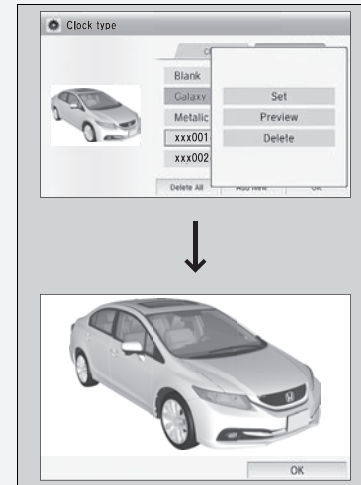 Clock type
Blank
Galaxy
Metalic
xxx001
xxx002
Set
Preview
Delete
Delete All
Add New
OK
OK